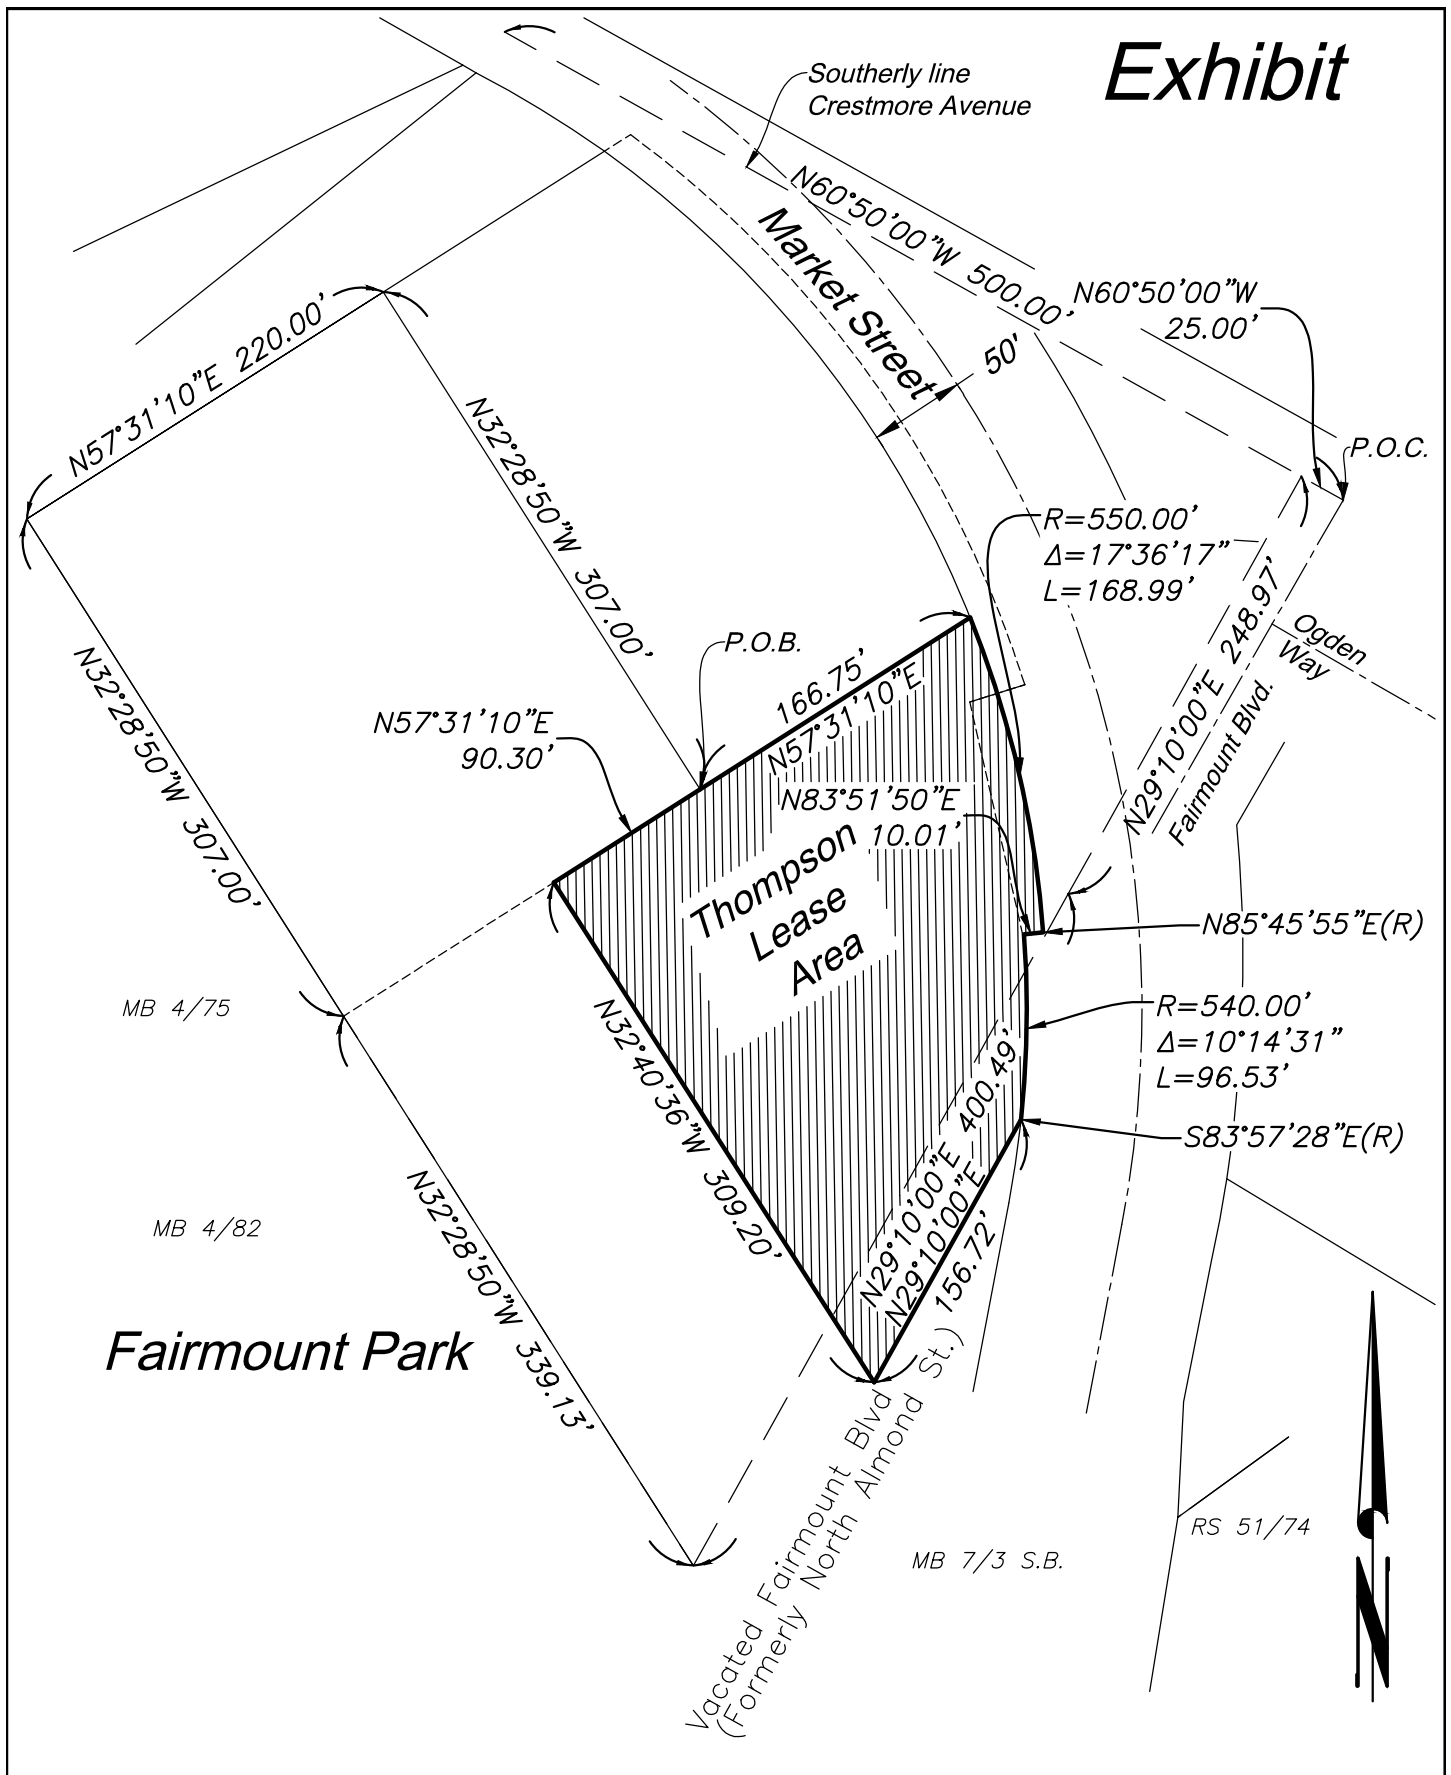 Exhibit
Southerly line
Crestmore Avenue
N60°50'00"W 500.00'
Market Street
50'
N60°50'00"W
25.00'
P.O.C.
N57°31'10"E 220.00'
N32°28'50"W 307.00'
R=550.00'
Δ=17°36'17"
L=168.99'
N29°10'00"E 248.97'
Fairmount Blvd.
Ogden
Way
P.O.B.
166.75'
N57°31'10"E
N57°31'10"E
90.30'
N32°28'50"W 307.00'
N83°51'50"E
10.01'
Thompson
Lease
Area
N85°45'55"E(R)
MB 4/75
R=540.00'
Δ=10°14'31"
L=96.53'
N32°40'36"W 309.20'
N29°10'00"E 400.49'
N29°10'00"E
156.72'
S83°57'28"E(R)
MB 4/82
N32°28'50"W 339.13'
Fairmount Park
Vacated Fairmount Blvd
(Formerly North Almond St.)
MB 7/3 S.B.
RS 51/74
N